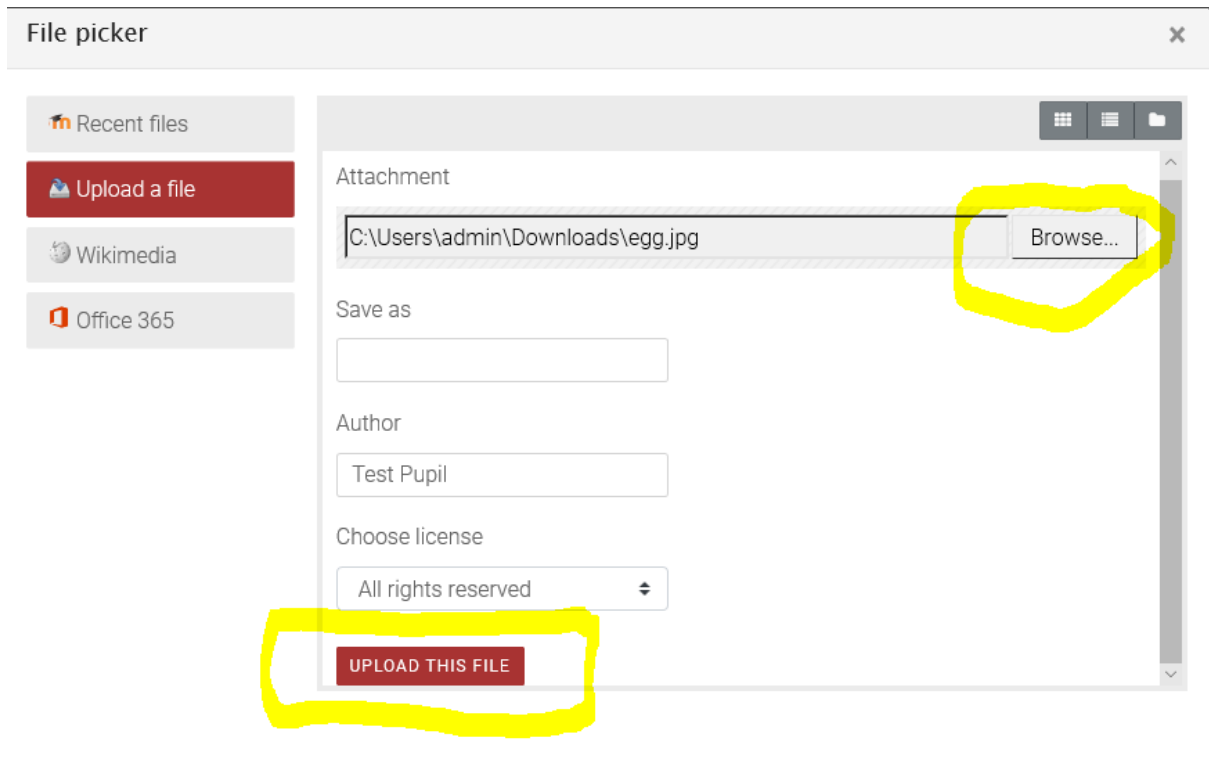 File picker
Recent files
Upload a file
Wikimedia
Office 365
Attachment
C:\Users\admin\Downloads\egg.jpg Browse...
Save as
Author
Test Pupil
Choose license
All rights reserved
UPLOAD THIS FILE